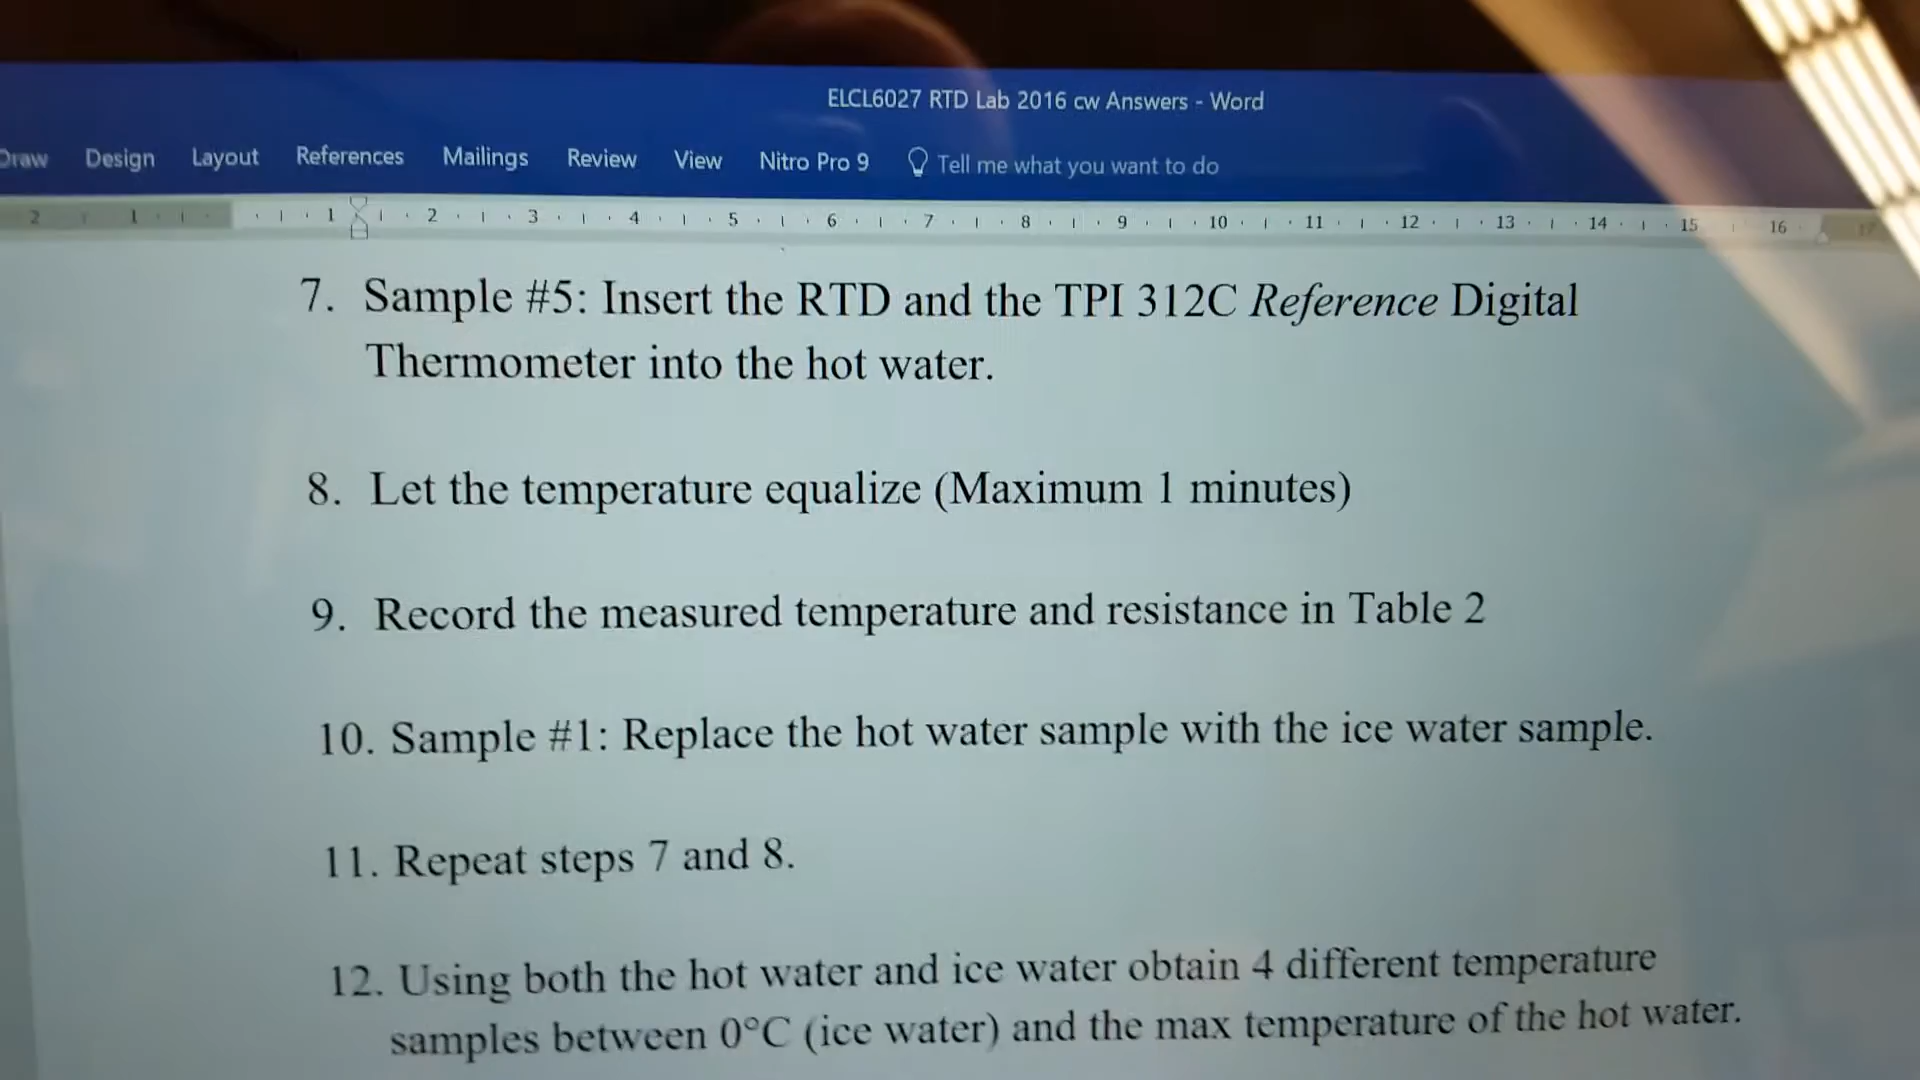 ELCL6027 RTD Lab 2016 cw Answers - Word
Draw Design Layout References Mailings Review View Nitro Pro 9 Tell me what you want to do
2 1 1 2 3 4 5 6 7 8 9 10 11 12 13 14 15 16 17
7. Sample #5: Insert the RTD and the TPI 312C Reference Digital
Thermometer into the hot water.
8. Let the temperature equalize (Maximum 1 minutes)
9. Record the measured temperature and resistance in Table 2
10. Sample #1: Replace the hot water sample with the ice water sample.
11. Repeat steps 7 and 8.
12. Using both the hot water and ice water obtain 4 different temperature
samples between 0°C (ice water) and the max temperature of the hot water.